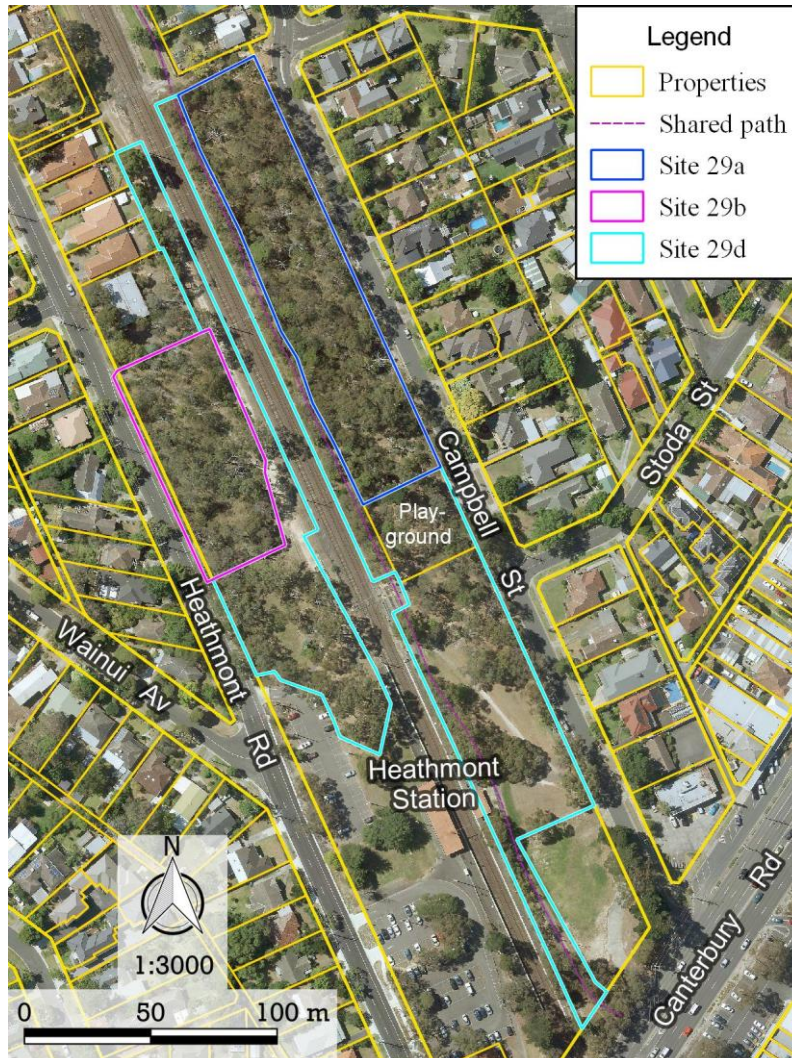 Legend
Properties
Shared path
Site 29a
Site 29b
Site 29d
Campbell
St
Stoda St
Play-
ground
Heathmont
Rd
Wainui Av
Heathmont
Station
Canterbury
Rd
N
1:3000
0 50 100 m